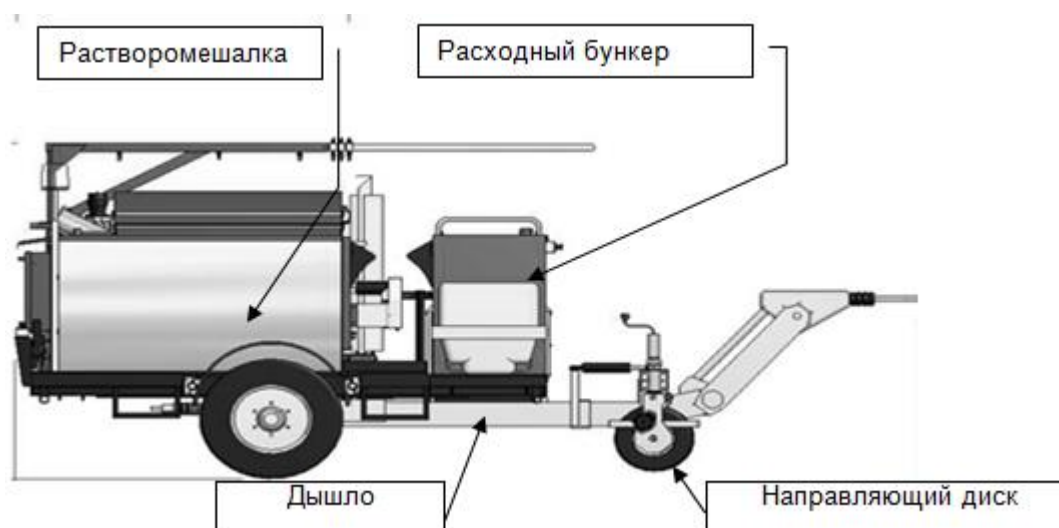 Растворомешалка
Расходный бункер
Дышло
Направляющий диск